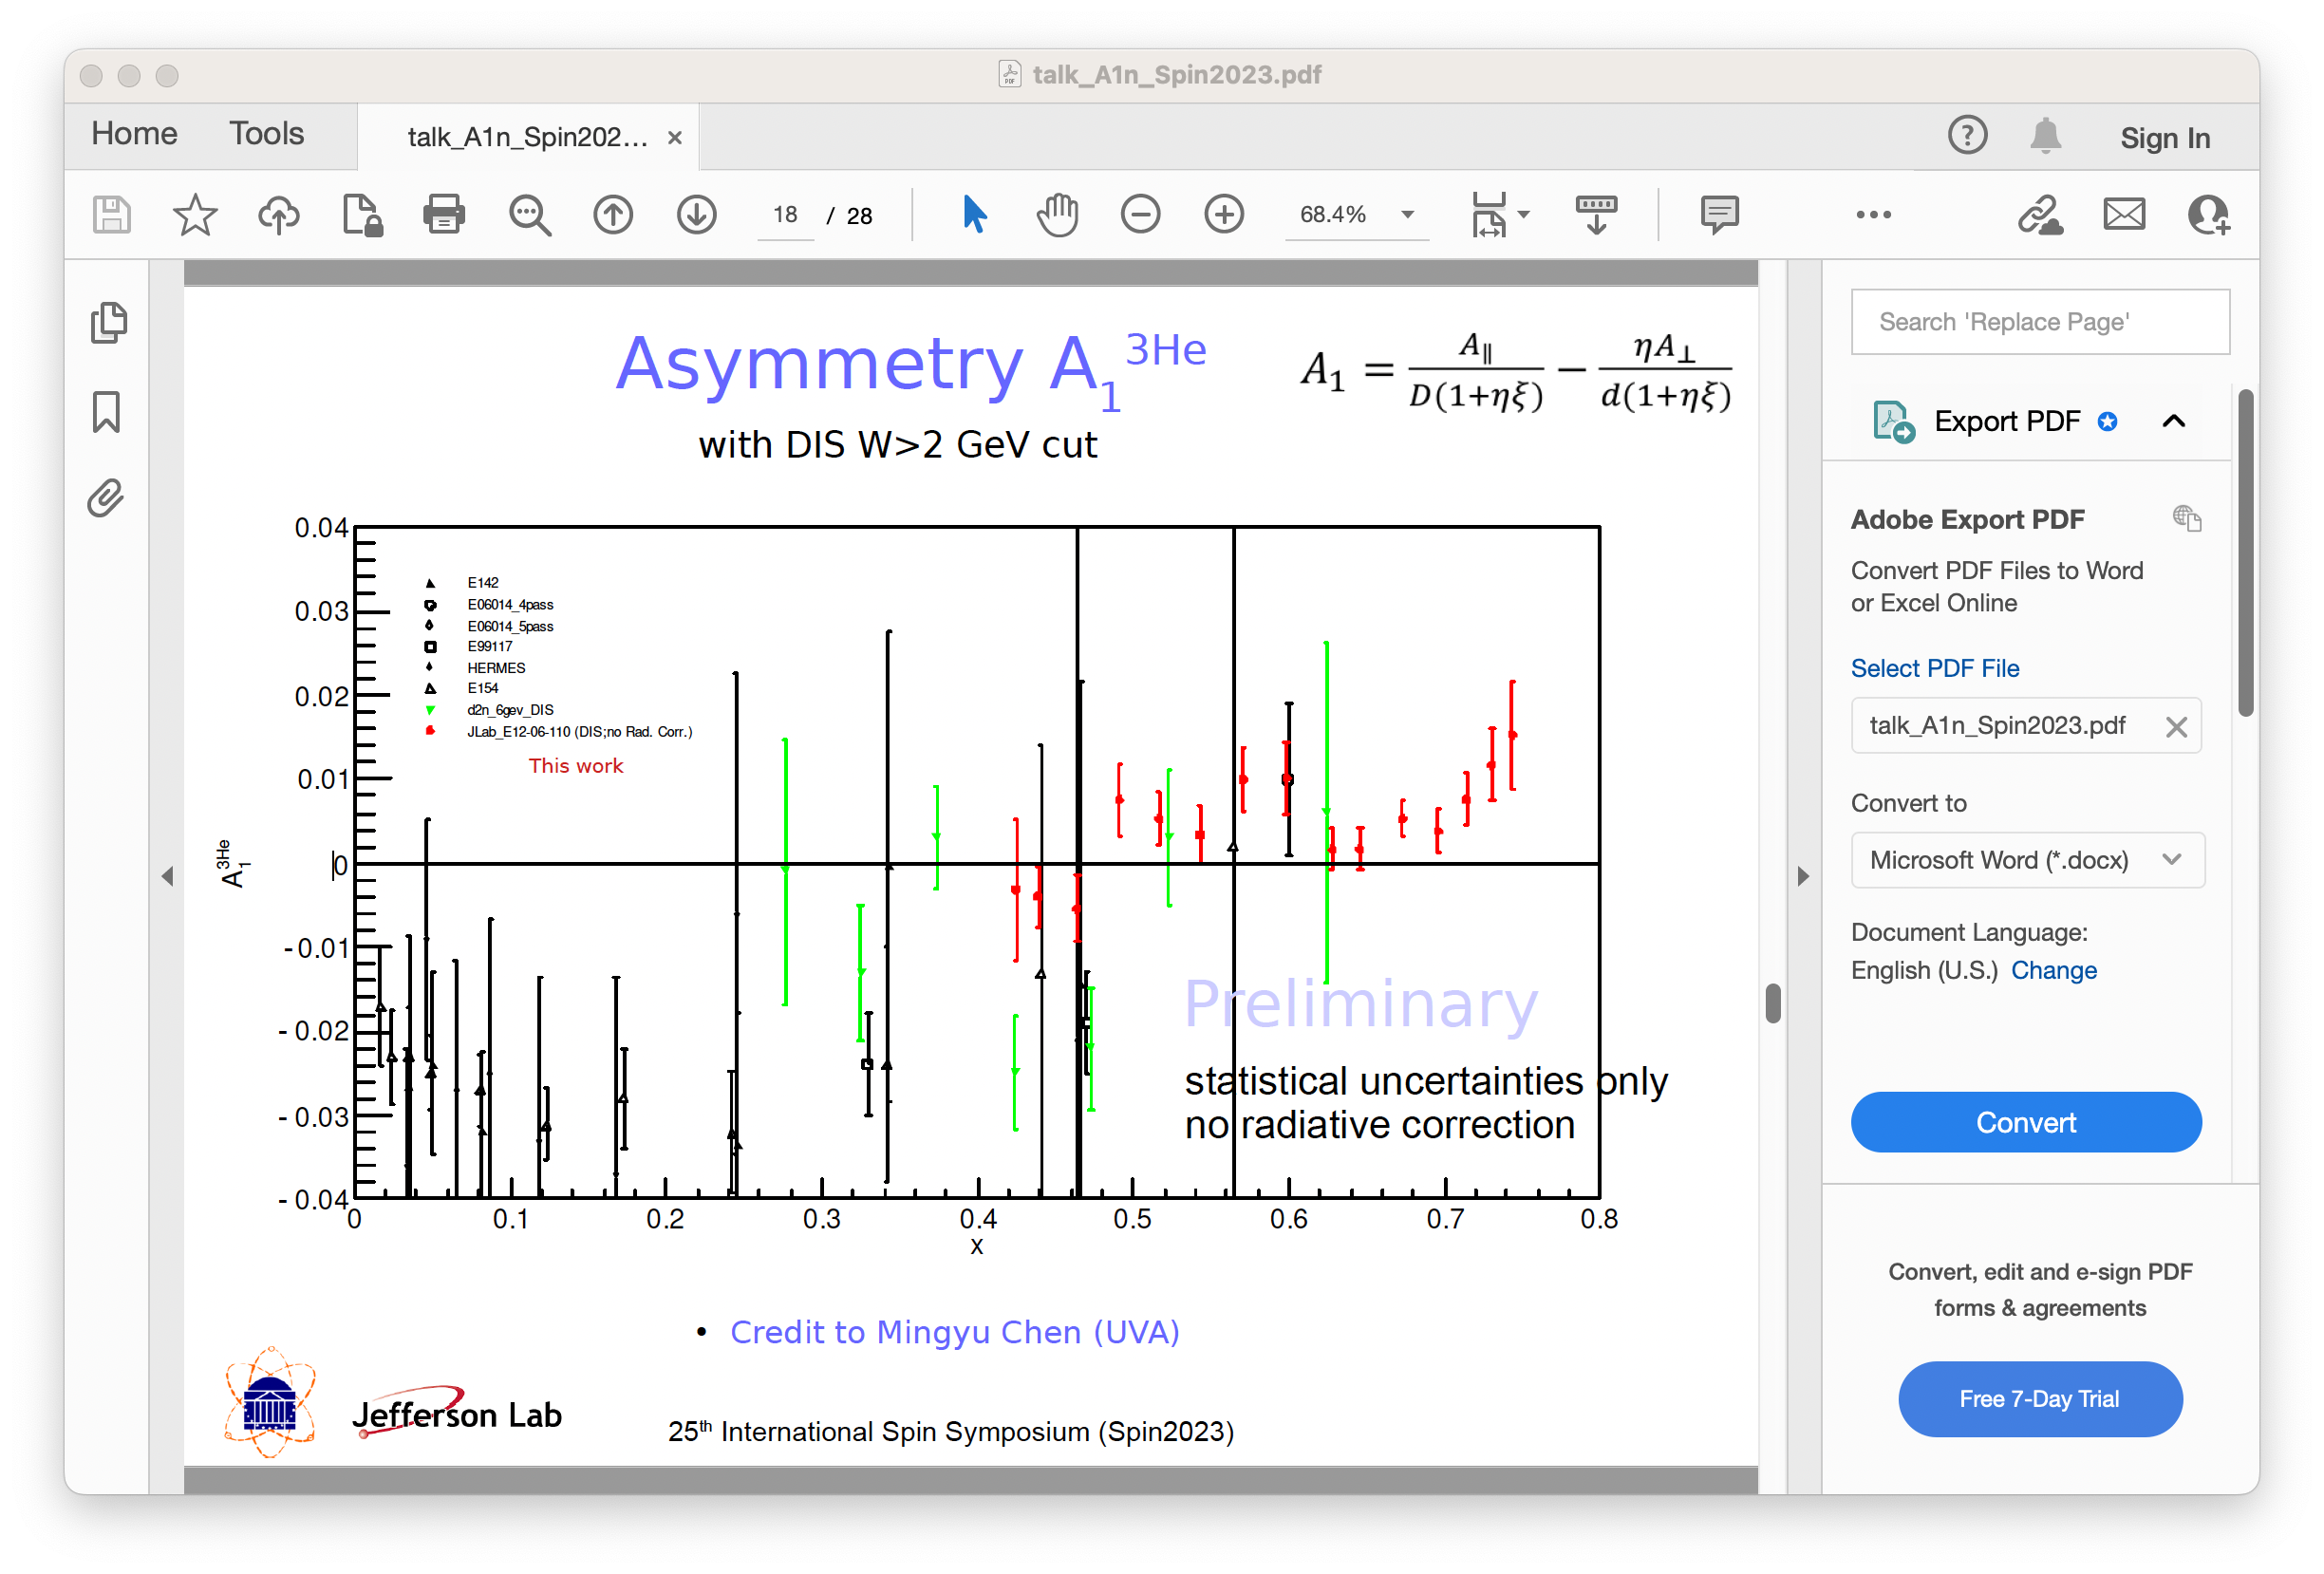 talk_A1n_Spin2023.pdf
Home
Tools
talk_A1n_Spin202...
Sign In
18 / 28
68.4%
Search 'Replace Page'
Export PDF
Adobe Export PDF
Convert PDF Files to Word
or Excel Online
Select PDF File
talk_A1n_Spin2023.pdf
Convert to
Microsoft Word (*.docx)
Document Language:
English (U.S.) Change
Convert
Convert, edit and e-sign PDF
forms & agreements
Free 7-Day Trial
Asymmetry A₁³ᴴᵉ
A₁ = A∥/D(1+ηξ) − ηA⊥/d(1+ηξ)
with DIS W>2 GeV cut
0.04
0.03
0.02
0.01
0
-0.01
-0.02
-0.03
-0.04
A₁³ᴴᵉ
E142
E06014_4pass
E06014_5pass
E99117
HERMES
E154
d2n_6gev_DIS
JLab_E12-06-110 (DIS;no Rad. Corr.)
This work
Preliminary
statistical uncertainties only
no radiative correction
0 0.1 0.2 0.3 0.4 0.5 0.6 0.7 0.8
x
• Credit to Mingyu Chen (UVA)
Jefferson Lab
25th International Spin Symposium (Spin2023)